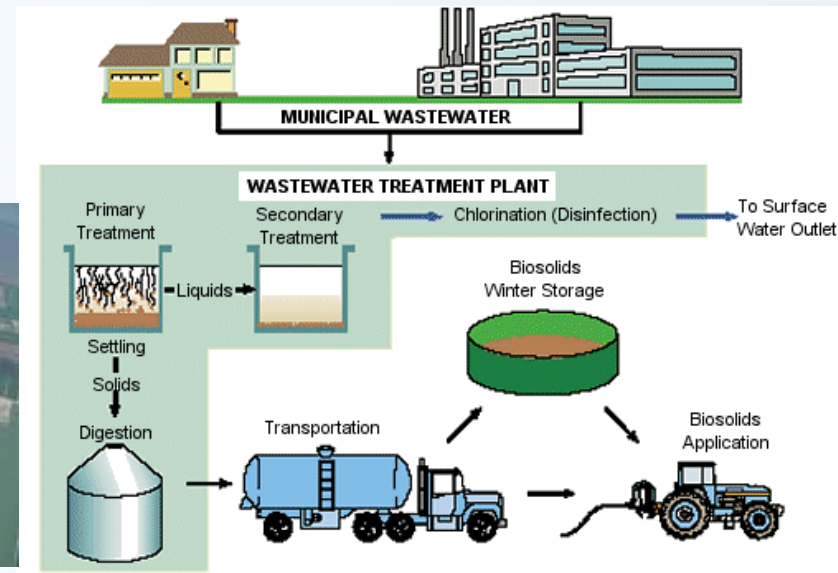 MUNICIPAL WASTEWATER
WASTEWATER TREATMENT PLANT
Primary
Treatment
Secondary
Treatment
Chlorination (Disinfection)
To Surface
Water Outlet
Liquids
Settling
Solids
Digestion
Transportation
Biosolids
Winter Storage
Biosolids
Application